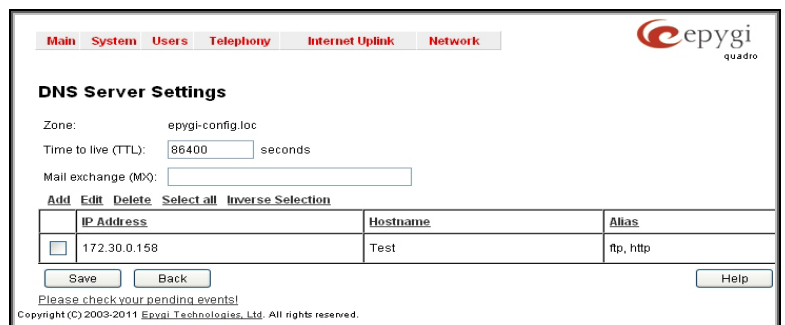 epygi
quadro
Main System Users Telephony Internet Uplink Network
DNS Server Settings
Zone: epygi-config.loc
Time to live (TTL): 86400 seconds
Mail exchange (MX):
Add Edit Delete Select all Inverse Selection
IP Address Hostname Alias
172.30.0.158 Test ftp, http
Save Back Help
Please check your pending events!
Copyright (C) 2003-2011 Epygi Technologies, Ltd. All rights reserved.